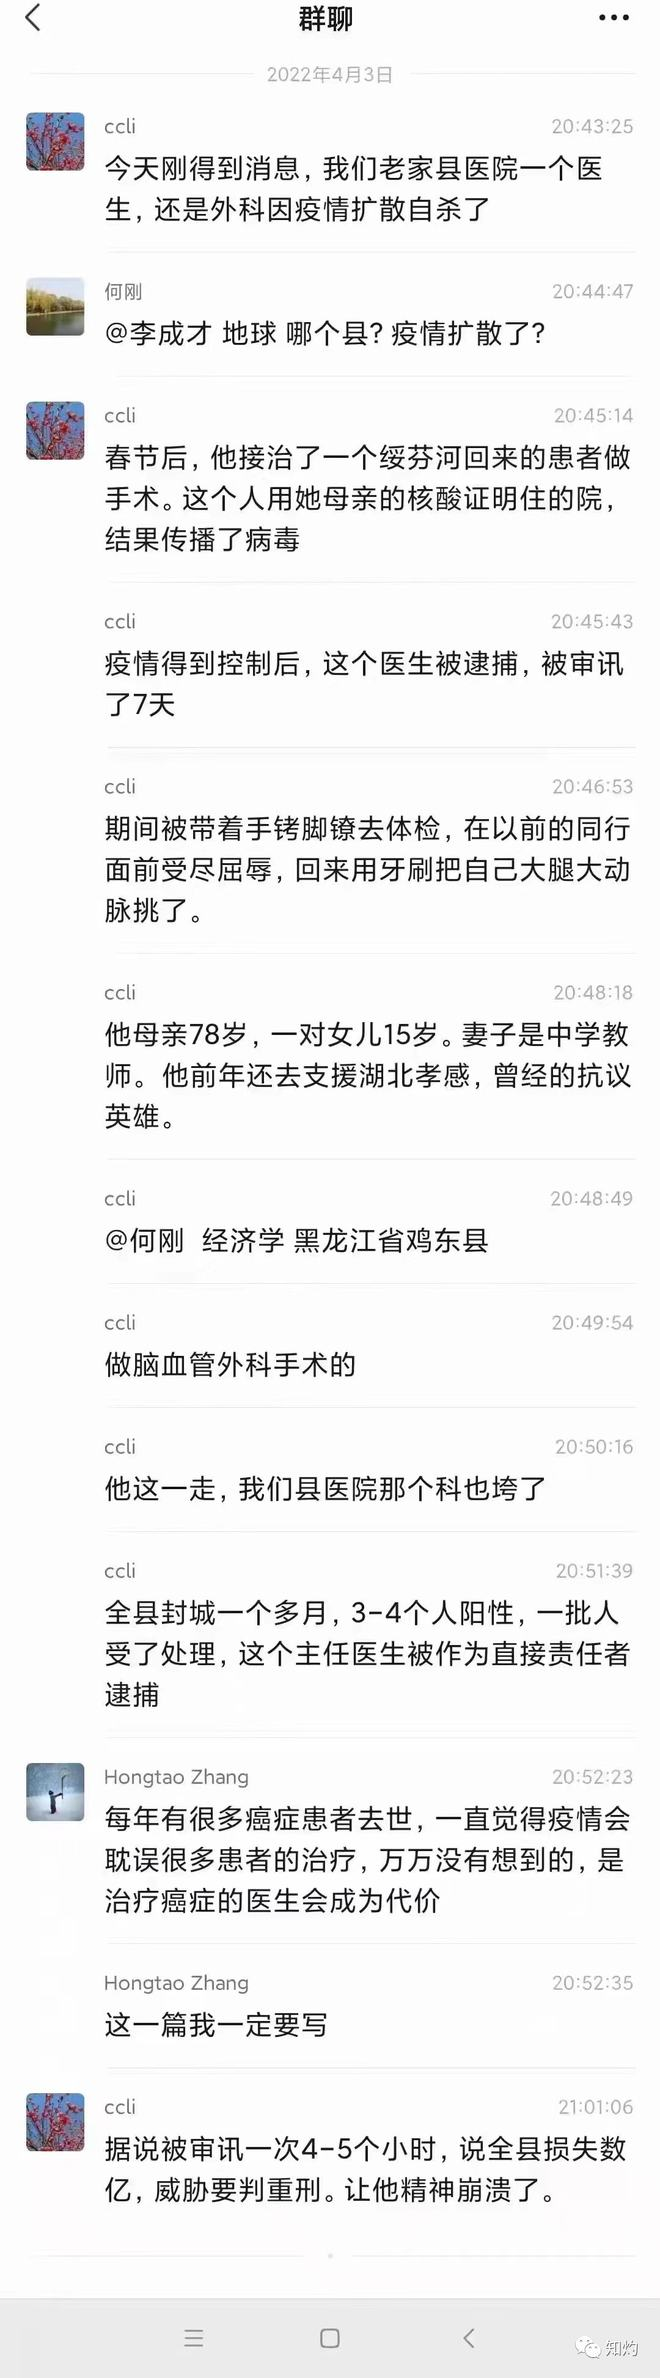 群聊
2022年4月3日
ccli 20:43:25
今天刚得到消息，我们老家县医院一个医
生，还是外科因疫情扩散自杀了
何刚 20:44:47
@李成才 地球 哪个县？疫情扩散了？
ccli 20:45:14
春节后，他接治了一个绥芬河回来的患者做
手术。这个人用她母亲的核酸证明住的院，
结果传播了病毒
ccli 20:45:43
疫情得到控制后，这个医生被逮捕，被审讯
了7天
ccli 20:46:53
期间被带着手铐脚镣去体检，在以前的同行
面前受尽屈辱，回来用牙刷把自己大腿大动
脉挑了。
ccli 20:48:18
他母亲78岁，一对女儿15岁。妻子是中学教
师。他前年还去支援湖北孝感，曾经的抗议
英雄。
ccli 20:48:49
@何刚 经济学 黑龙江省鸡东县
ccli 20:49:54
做脑血管外科手术的
ccli 20:50:16
他这一走，我们县医院那个科也垮了
ccli 20:51:39
全县封城一个多月，3-4个人阳性，一批人
受了处理，这个主任医生被作为直接责任者
逮捕
Hongtao Zhang 20:52:23
每年有很多癌症患者去世，一直觉得疫情会
耽误很多患者的治疗，万万没有想到的，是
治疗癌症的医生会成为代价
Hongtao Zhang 20:52:35
这一篇我一定要写
ccli 21:01:06
据说被审讯一次4-5个小时，说全县损失数
亿，威胁要判重刑。让他精神崩溃了。
知灼